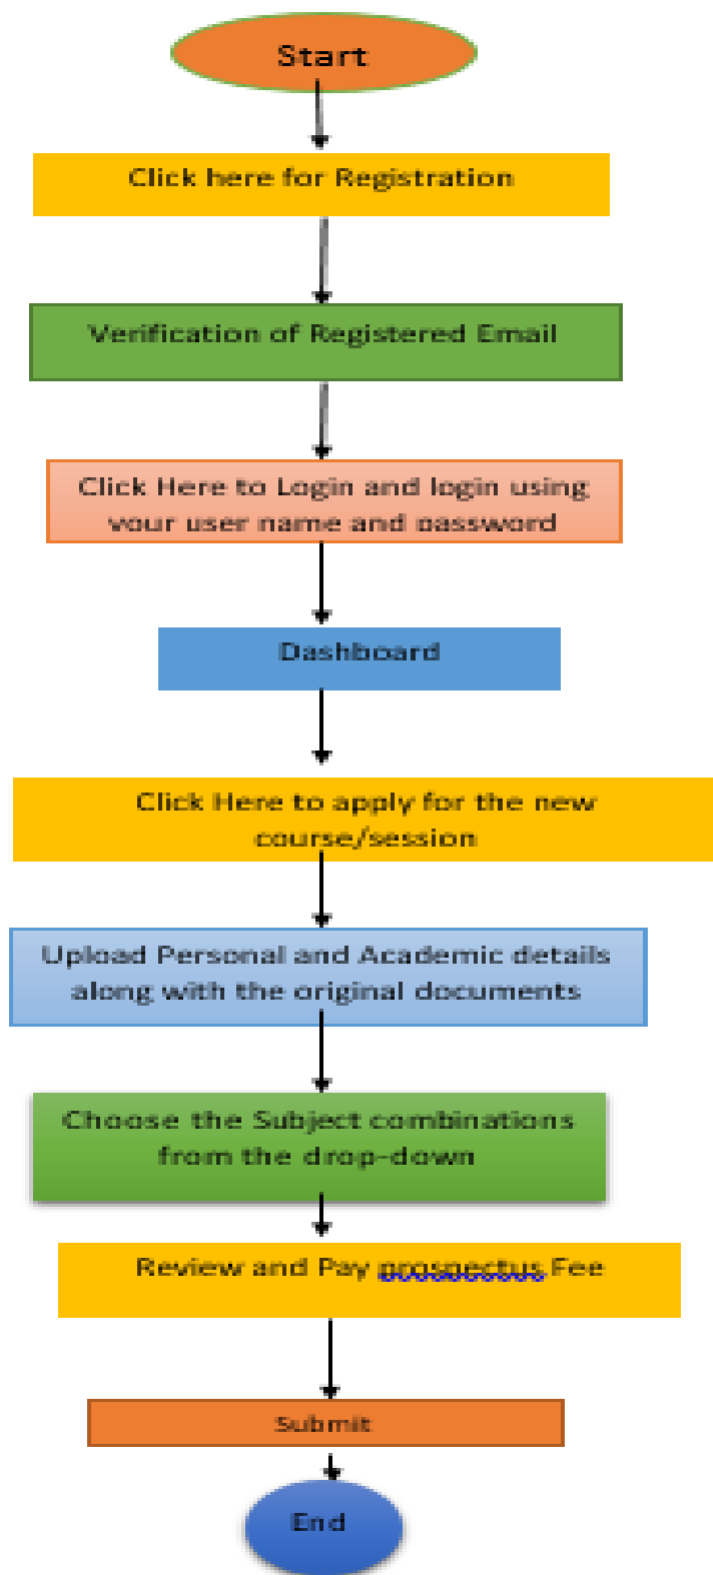 Start
Click here for Registration
Verification of Registered Email
Click Here to Login and login using
your user name and password
Dashboard
Click Here to apply for the new
course/session
Upload Personal and Academic details
along with the original documents
Choose the Subject combinations
from the drop-down
Review and Pay prospectus Fee
Submit
End